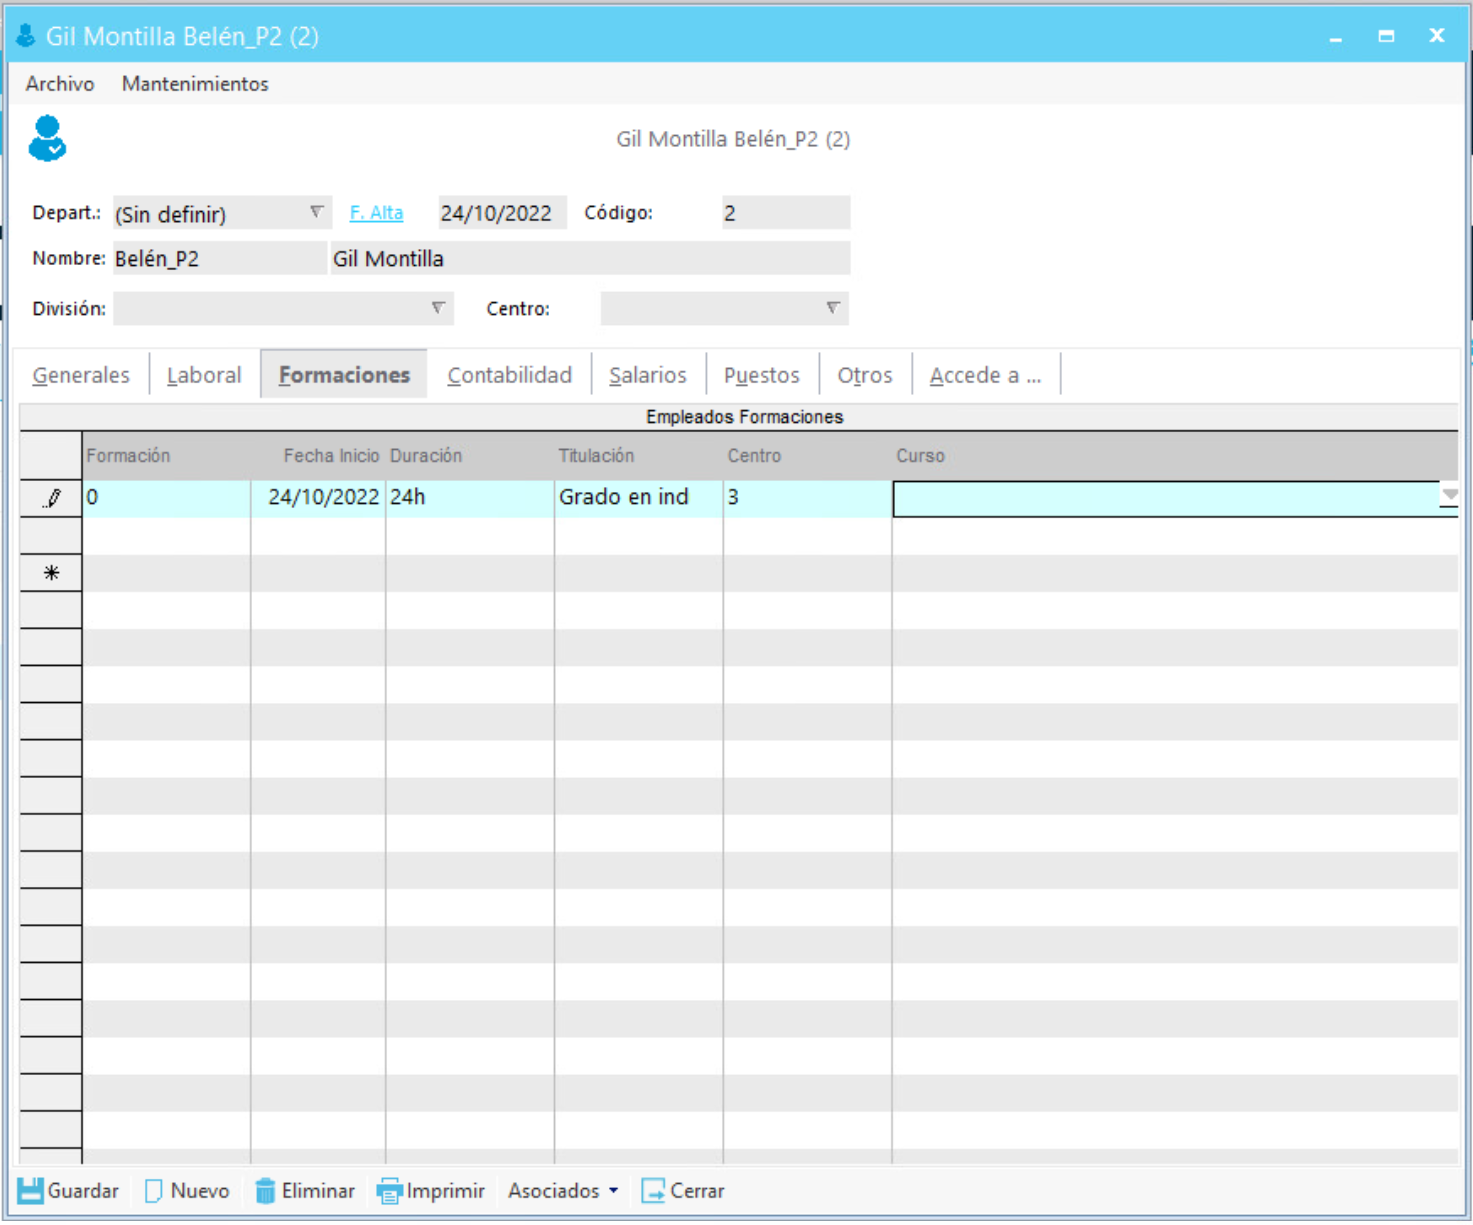 Gil Montilla Belén_P2 (2)
Archivo Mantenimientos
Gil Montilla Belén_P2 (2)
Depart.: (Sin definir) F. Alta 24/10/2022 Código: 2
Nombre: Belén_P2 Gil Montilla
División: Centro:
Generales Laboral Formaciones Contabilidad Salarios Puestos Otros Accede a ...
Empleados Formaciones
Formación Fecha Inicio Duración Titulación Centro Curso
0 24/10/2022 24h Grado en ind 3
Guardar Nuevo Eliminar Imprimir Asociados Cerrar